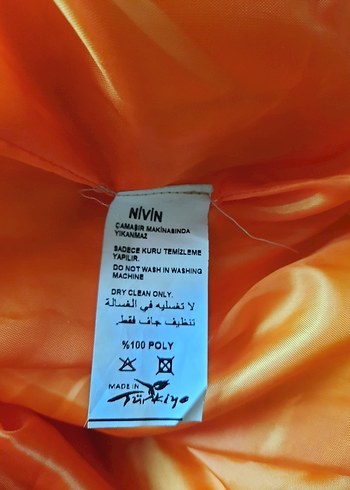 NİVİN
ÇAMAŞIR MAKİNASINDA
YIKANMAZ
SADECE KURU TEMİZLEME
YAPILIR.
DO NOT WASH IN WASHING
MACHINE
DRY CLEAN ONLY.
لا تغسليه في الغسالة
تنظيف جاف فقط.
%100 POLY
MADE IN
Türkiye